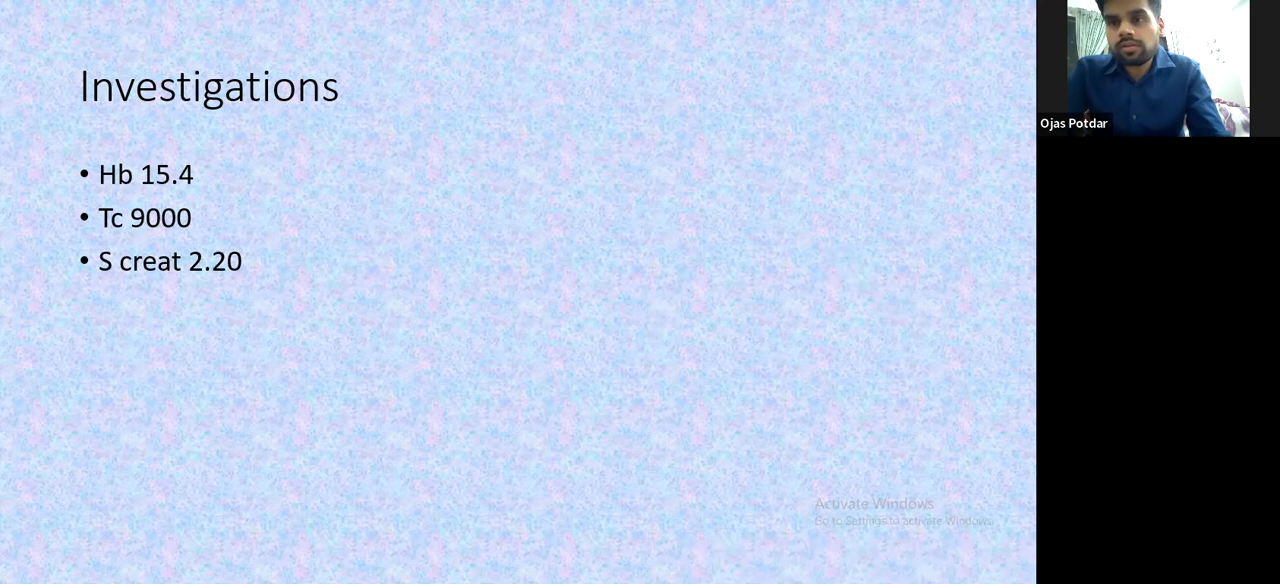 Investigations
• Hb 15.4
• Tc 9000
• S creat 2.20
Activate Windows
Go to Settings to activate Windows.
Ojas Potdar